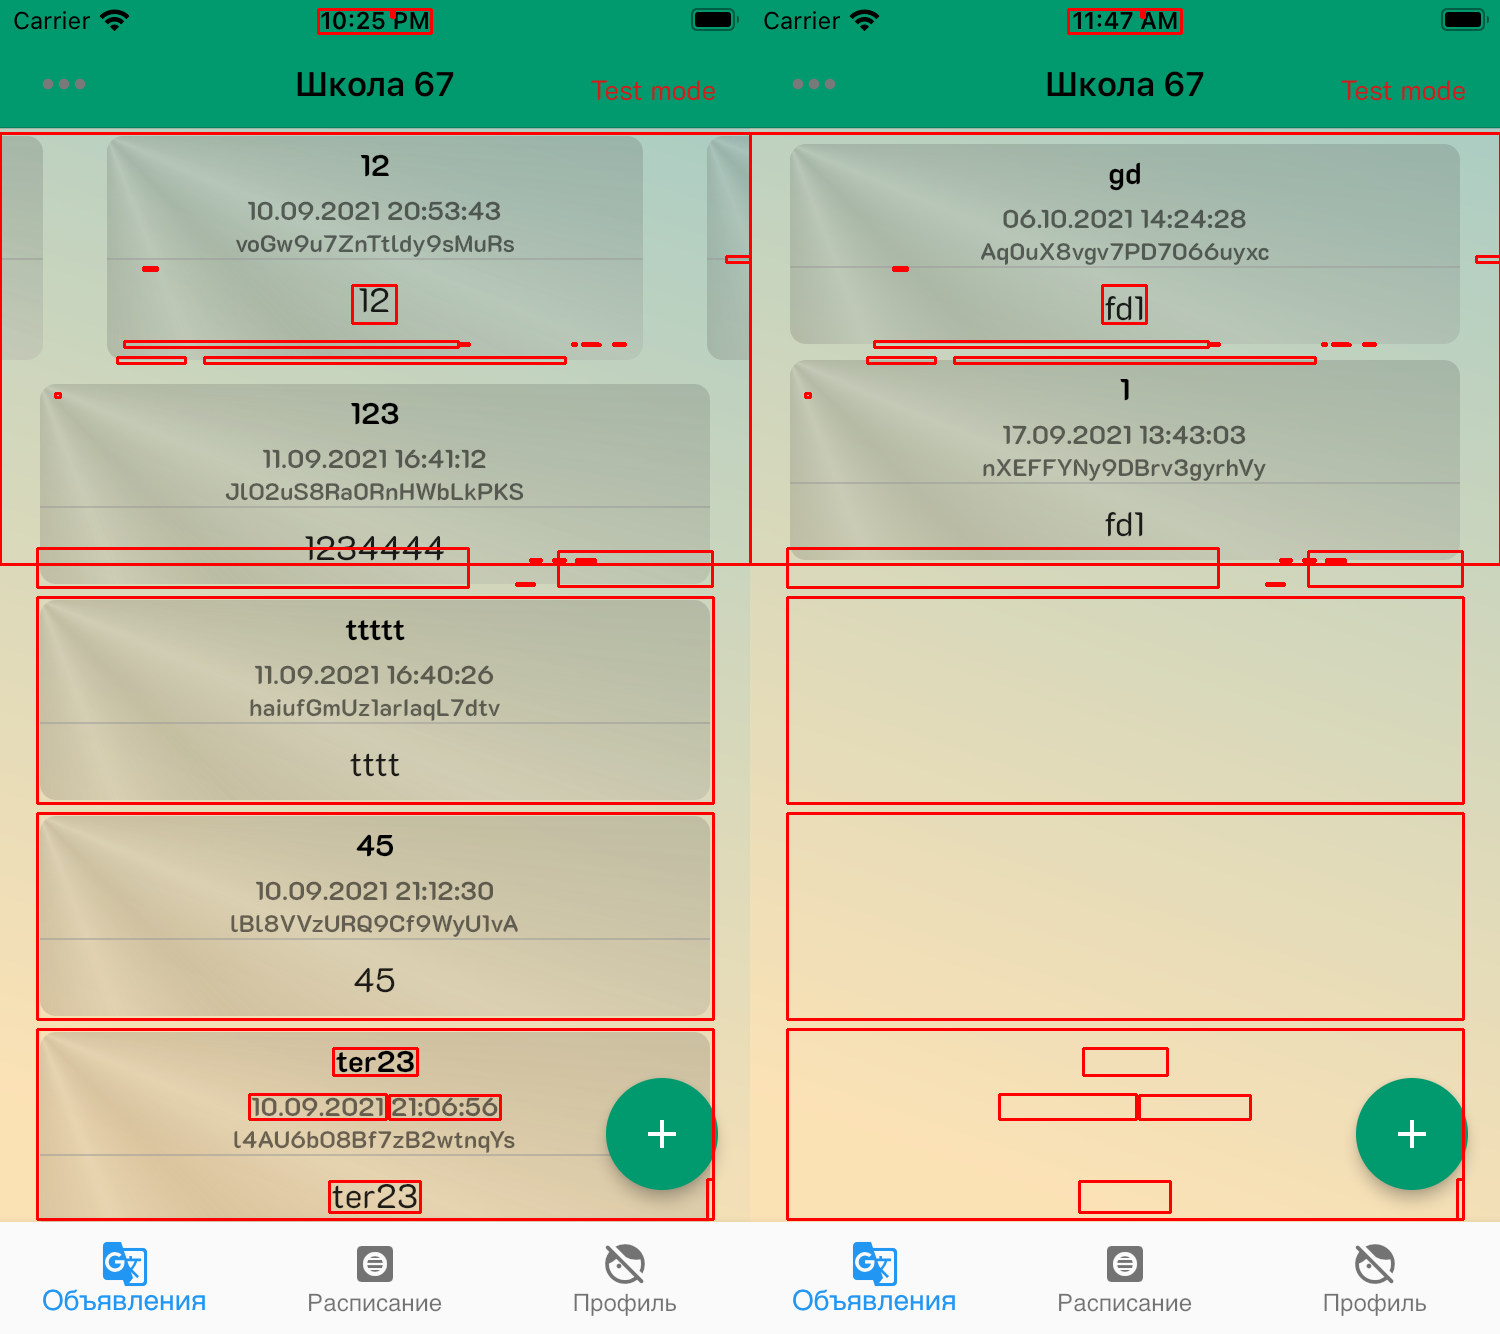 Carrier 10:25 PM
Школа 67
Test mode
12
10.09.2021 20:53:43
voGw9u7ZnTtldy9sMuRs
12
123
11.09.2021 16:41:12
JlO2uS8Ra0RnHWbLkPKS
1234444
ttttt
11.09.2021 16:40:26
haiufGmUz1arIaqL7dtv
tttt
45
10.09.2021 21:12:30
lBl8VVzURQ9Cf9WyU1vA
45
ter23
10.09.2021 21:06:56
l4AU6bO8Bf7zB2wtnqYs
ter23
Объявления
Расписание
Профиль
Carrier 11:47 AM
Школа 67
Test mode
gd
06.10.2021 14:24:28
Aq0uX8vgv7PD7O66uyxc
fd1
1
17.09.2021 13:43:03
nXEFFYNy9DBrv3gyrhVy
fd1
Объявления
Расписание
Профиль